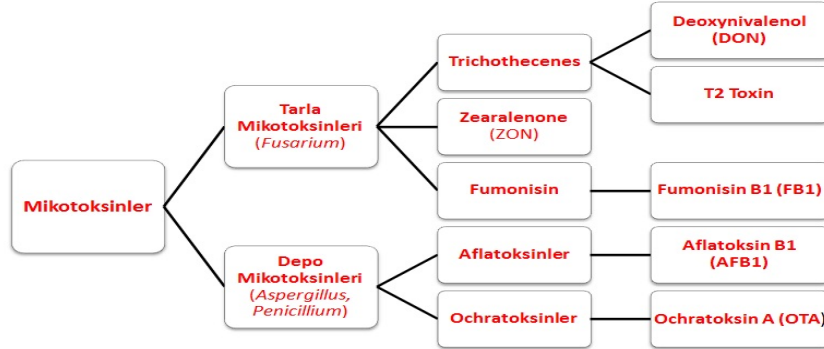 Mikotoksinler
Tarla
Mikotoksinleri
(Fusarium)
Depo
Mikotoksinleri
(Aspergillus,
Penicillium)
Trichothecenes
Zearalenone
(ZON)
Fumonisin
Aflatoksinler
Ochratoksinler
Deoxynivalenol
(DON)
T2 Toxin
Fumonisin B1 (FB1)
Aflatoksin B1
(AFB1)
Ochratoksin A (OTA)